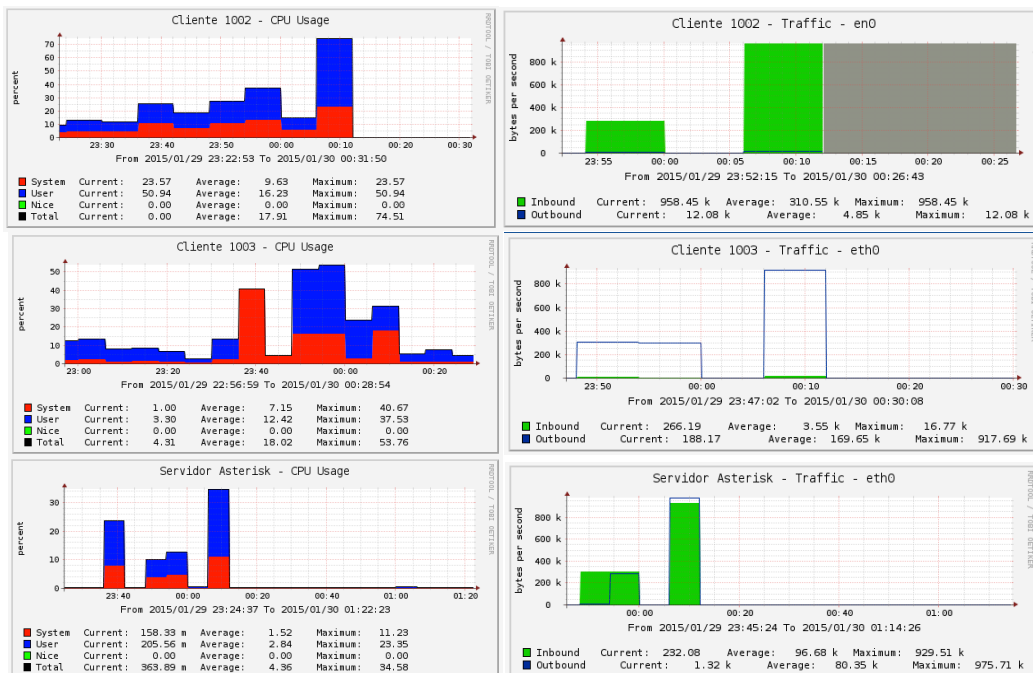 Cliente 1002 - CPU Usage
RRDTOOL / TOBI OETIKER
percent
70
60
50
40
30
20
10
0
23:30 23:40 23:50 00:00 00:10 00:20 00:30
From 2015/01/29 23:22:53 To 2015/01/30 00:31:50
System Current: 23.57 Average: 9.63 Maximum: 23.57
User Current: 50.94 Average: 16.23 Maximum: 50.94
Nice Current: 0.00 Average: 0.00 Maximum: 0.00
Total Current: 0.00 Average: 17.91 Maximum: 74.51
Cliente 1002 - Traffic - en0
bytes per second
800 k
600 k
400 k
200 k
0
23:55 00:00 00:05 00:10 00:15 00:20 00:25
From 2015/01/29 23:52:15 To 2015/01/30 00:26:43
Inbound Current: 958.45 k Average: 310.55 k Maximum: 958.45 k
Outbound Current: 12.08 k Average: 4.85 k Maximum: 12.08 k
Cliente 1003 - CPU Usage
RRDTOOL / TOBI OETIKER
percent
50
40
30
20
10
0
23:00 23:20 23:40 00:00 00:20
From 2015/01/29 22:56:59 To 2015/01/30 00:28:54
System Current: 1.00 Average: 7.15 Maximum: 40.67
User Current: 3.30 Average: 12.42 Maximum: 37.53
Nice Current: 0.00 Average: 0.00 Maximum: 0.00
Total Current: 4.31 Average: 18.02 Maximum: 53.76
Cliente 1003 - Traffic - eth0
bytes per second
800 k
600 k
400 k
200 k
0
23:50 00:00 00:10 00:20 00:30
From 2015/01/29 23:47:02 To 2015/01/30 00:30:08
Inbound Current: 266.19 Average: 3.55 k Maximum: 16.77 k
Outbound Current: 188.17 Average: 169.65 k Maximum: 917.69 k
Servidor Asterisk - CPU Usage
RRDTOOL / TOBI OETIKER
percent
30
20
10
0
23:40 00:00 00:20 00:40 01:00 01:20
From 2015/01/29 23:24:37 To 2015/01/30 01:22:23
System Current: 158.33 m Average: 1.52 Maximum: 11.23
User Current: 205.56 m Average: 2.84 Maximum: 23.35
Nice Current: 0.00 Average: 0.00 Maximum: 0.00
Total Current: 363.89 m Average: 4.36 Maximum: 34.58
Servidor Asterisk - Traffic - eth0
RRDTOOL / TOBI OETIKER
bytes per second
800 k
600 k
400 k
200 k
0
00:00 00:20 00:40 01:00
From 2015/01/29 23:45:24 To 2015/01/30 01:14:26
Inbound Current: 232.08 Average: 96.68 k Maximum: 929.51 k
Outbound Current: 1.32 k Average: 80.35 k Maximum: 975.71 k